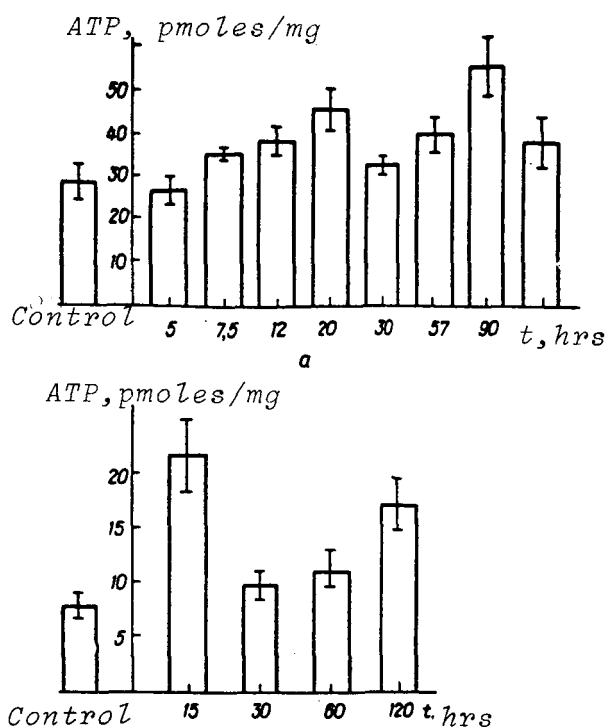 ATP, pmoles/mg
50
40
30
20
10
Control 5 7,5 12 20 30 57 90 t, hrs
a
ATP, pmoles/mg
20
15
10
5
Control 15 30 60 120 t. hrs